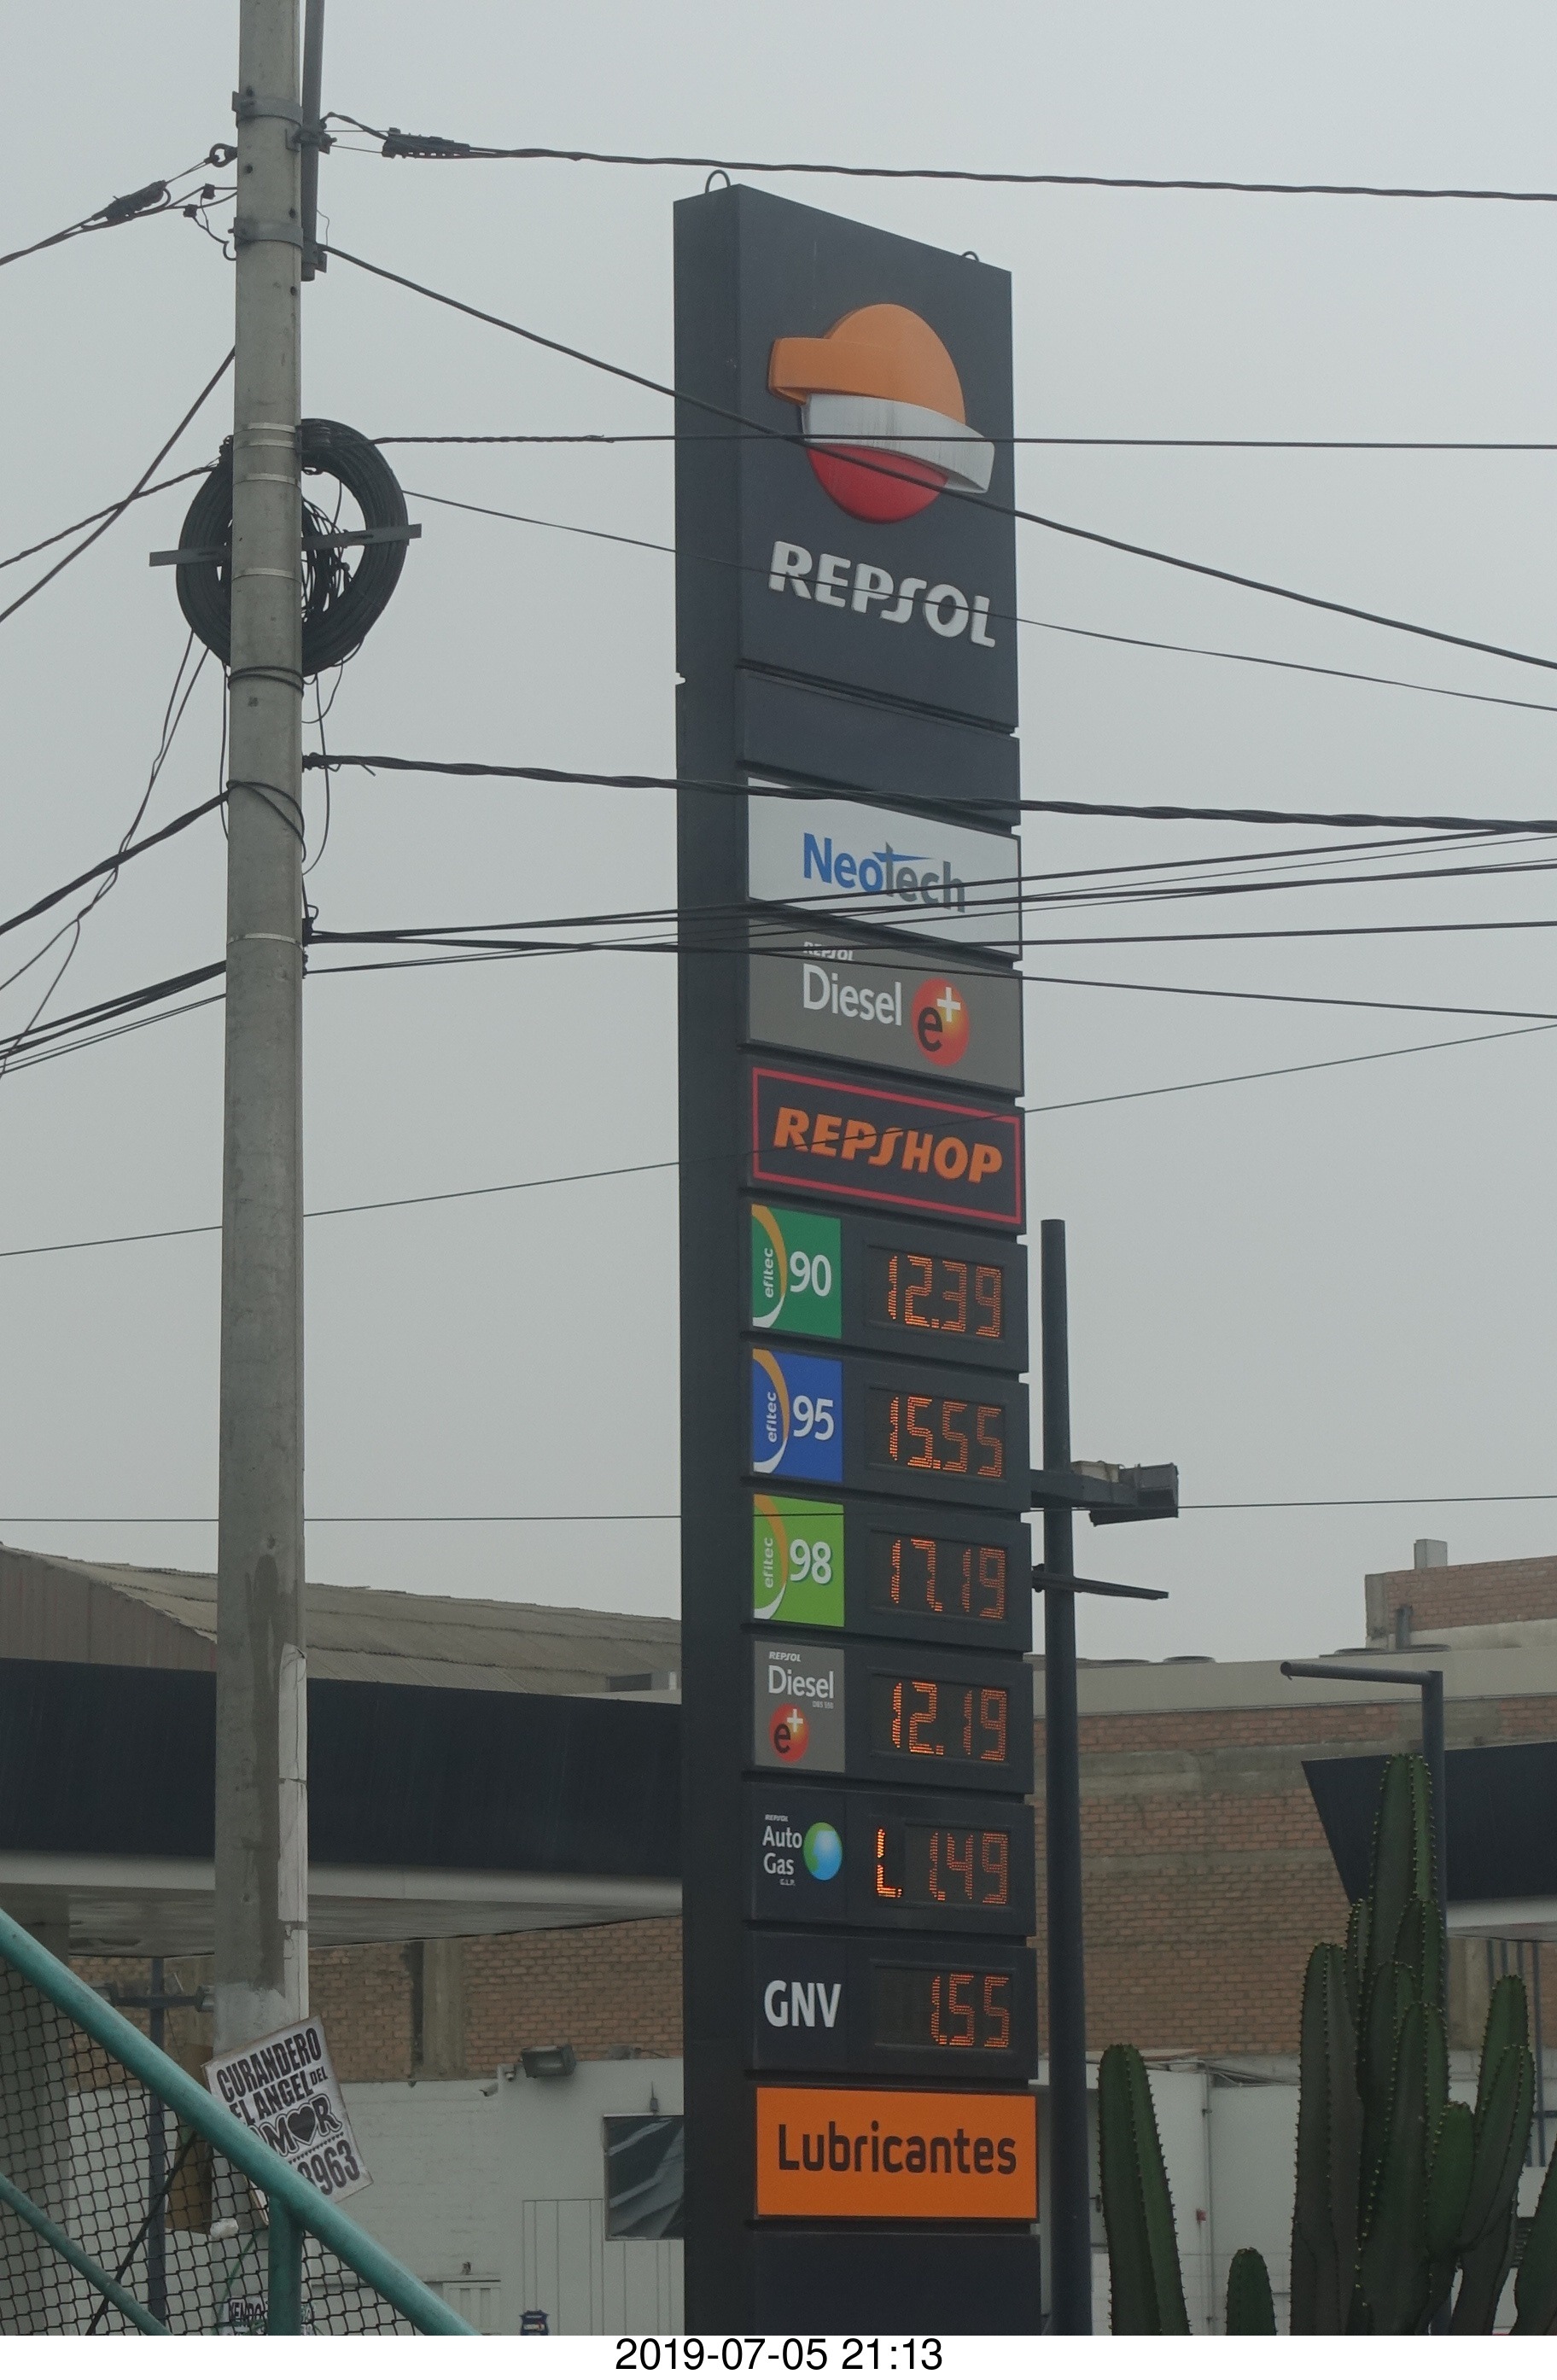 REPSOL
Neotech
REPSOL
Diesel e+
REPSHOP
efitec 90 12.39
efitec 95 15.55
efitec 98 17.19
REPSOL
Diesel
e+ 12.19
REPSOL
Auto
Gas
G.L.P. L 1.49
GNV 1.55
Lubricantes
CURANDERO
EL ANGEL DEL
AMOR
3963
2019-07-05 21:13